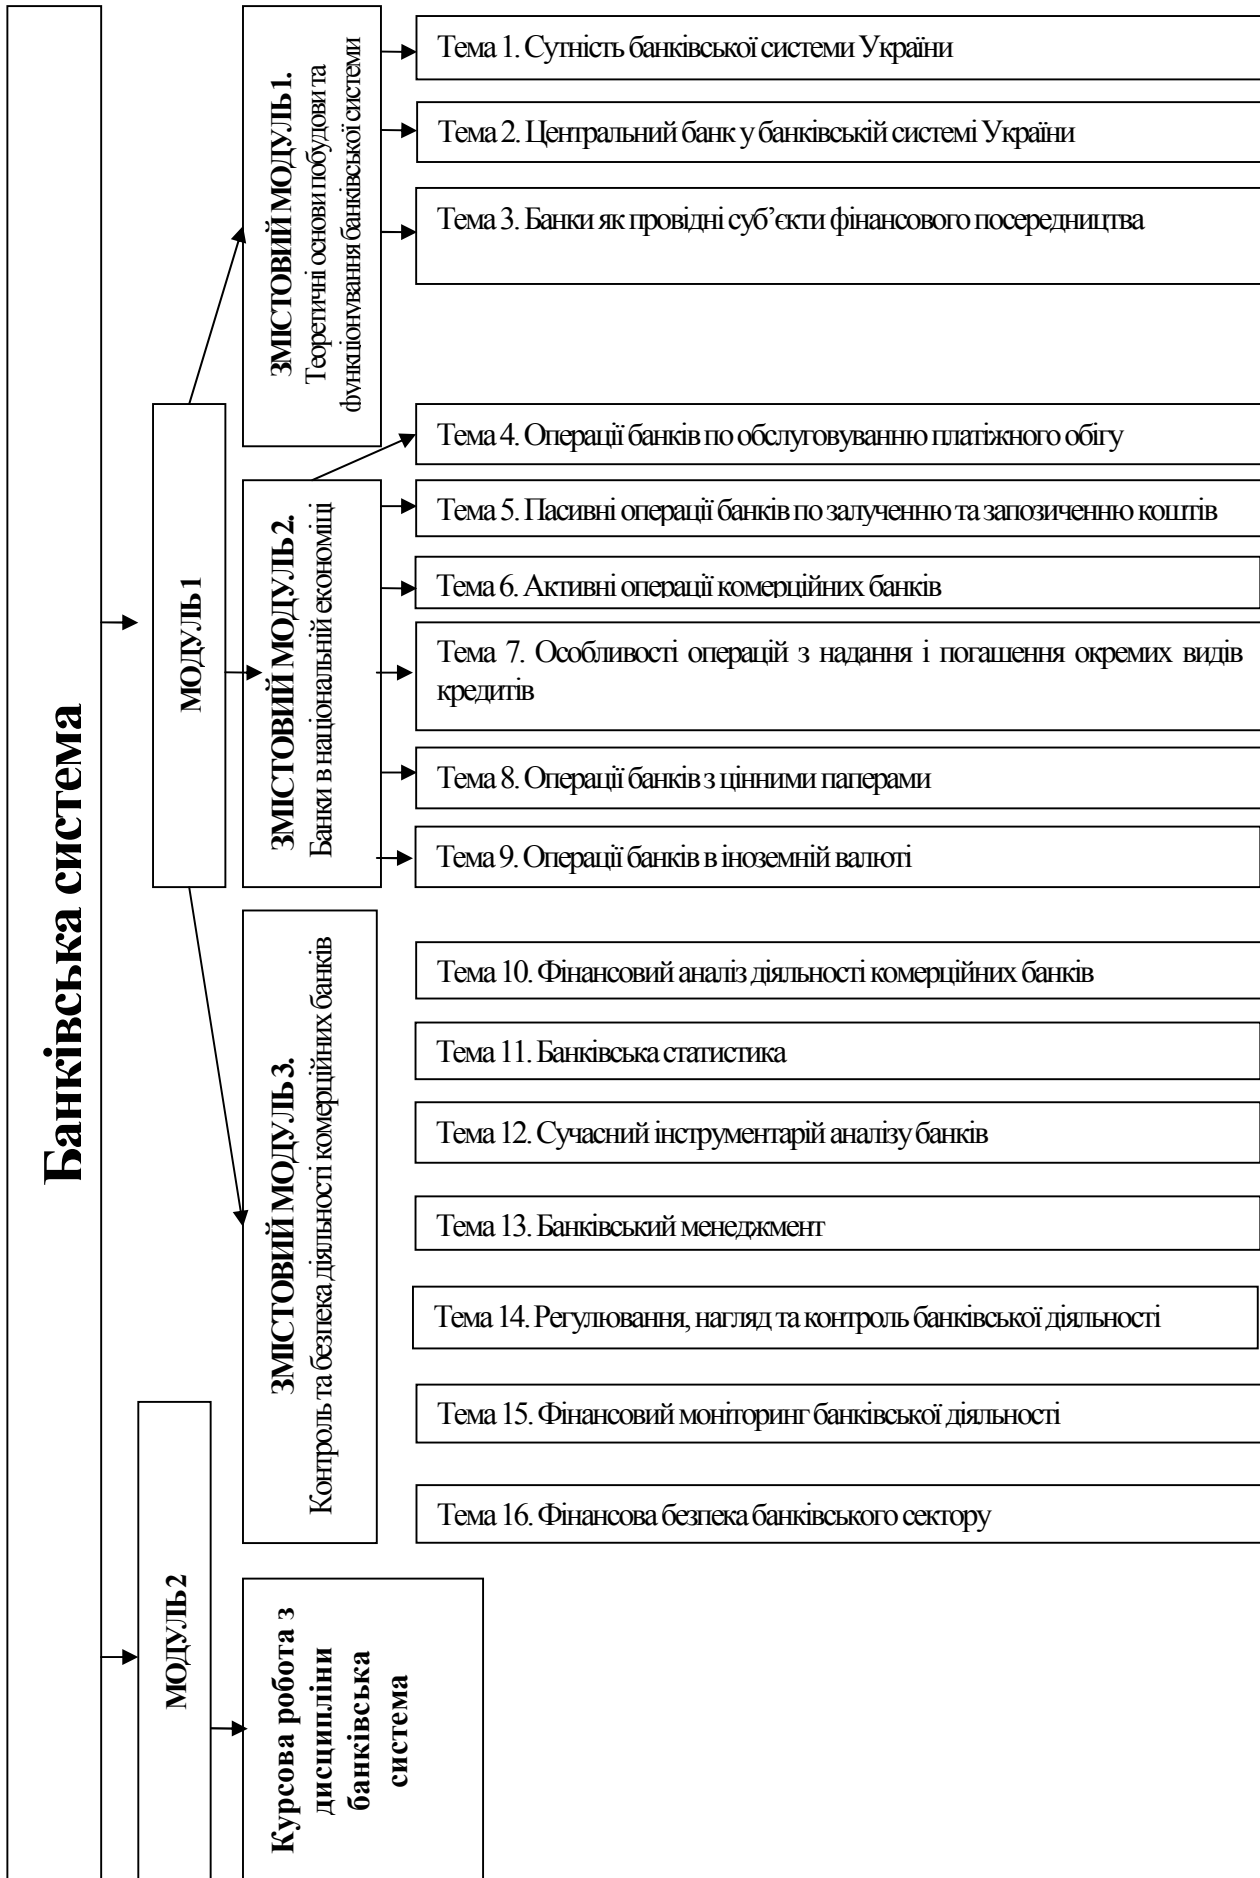 Банківська система
МОДУЛЬ 1
ЗМІСТОВИЙ МОДУЛЬ 1.
Теоретичні основи побудови та
функціонування банківської системи
Тема 1. Сутність банківської системи України
Тема 2. Центральний банк у банківській системі України
Тема 3. Банки як провідні суб’єкти фінансового посередництва
ЗМІСТОВИЙ МОДУЛЬ 2.
Банки в національній економіці
Тема 4. Операції банків по обслуговуванню платіжного обігу
Тема 5. Пасивні операції банків по залученню та запозиченню коштів
Тема 6. Активні операції комерційних банків
Тема 7. Особливості операцій з надання і погашення окремих видів
кредитів
Тема 8. Операції банків з цінними паперами
Тема 9. Операції банків в іноземній валюті
ЗМІСТОВИЙ МОДУЛЬ 3.
Контроль та безпека діяльності комерційних банків
Тема 10. Фінансовий аналіз діяльності комерційних банків
Тема 11. Банківська статистика
Тема 12. Сучасний інструментарій аналізу банків
Тема 13. Банківський менеджмент
Тема 14. Регулювання, нагляд та контроль банківської діяльності
Тема 15. Фінансовий моніторинг банківської діяльності
Тема 16. Фінансова безпека банківського сектору
МОДУЛЬ 2
Курсова робота з
дисципліни
банківська
система